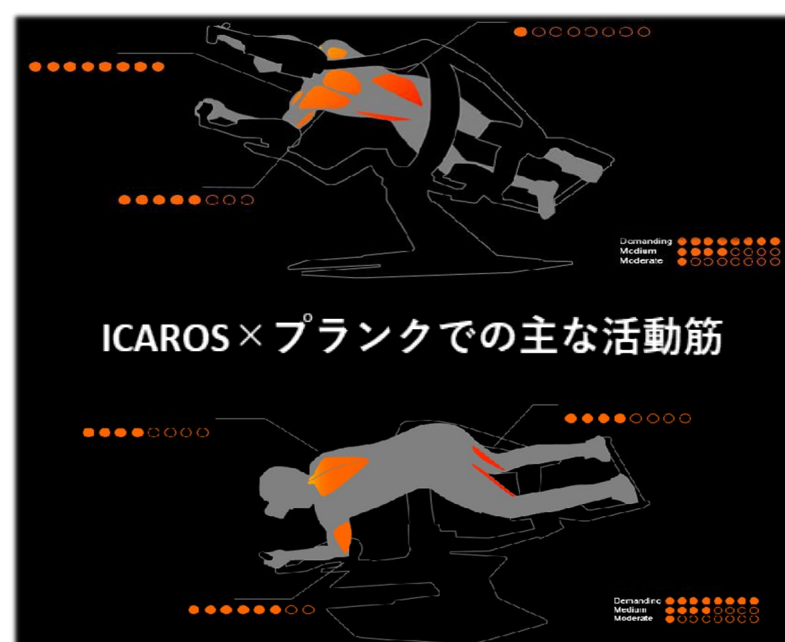 Demanding
Medium
Moderate
ICAROS×プランクでの主な活動筋
Demanding
Medium
Moderate